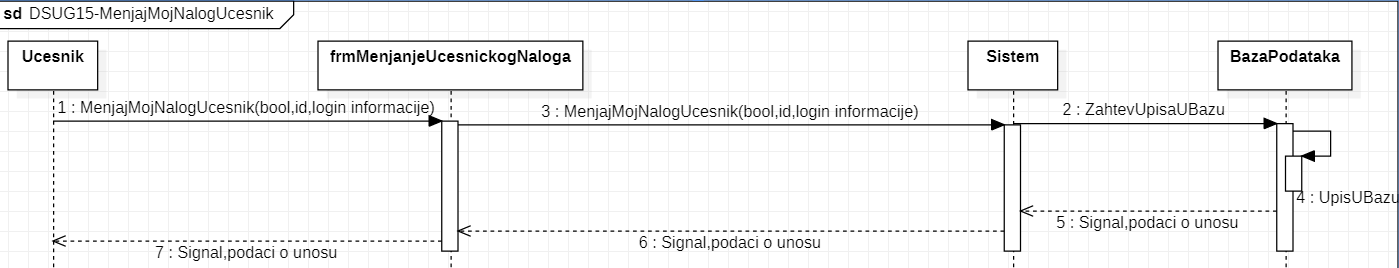 sd DSUG15-MenjajMojNalogUcesnik
Ucesnik
frmMenjanjeUcesnickogNaloga
Sistem
BazaPodataka
1 : MenjajMojNalogUcesnik(bool,id,login informacije)
3 : MenjajMojNalogUcesnik(bool,id,login informacije)
2 : ZahtevUpisaUBazu
4 : UpisUBazu
5 : Signal,podaci o unosu
6 : Signal,podaci o unosu
7 : Signal,podaci o unosu